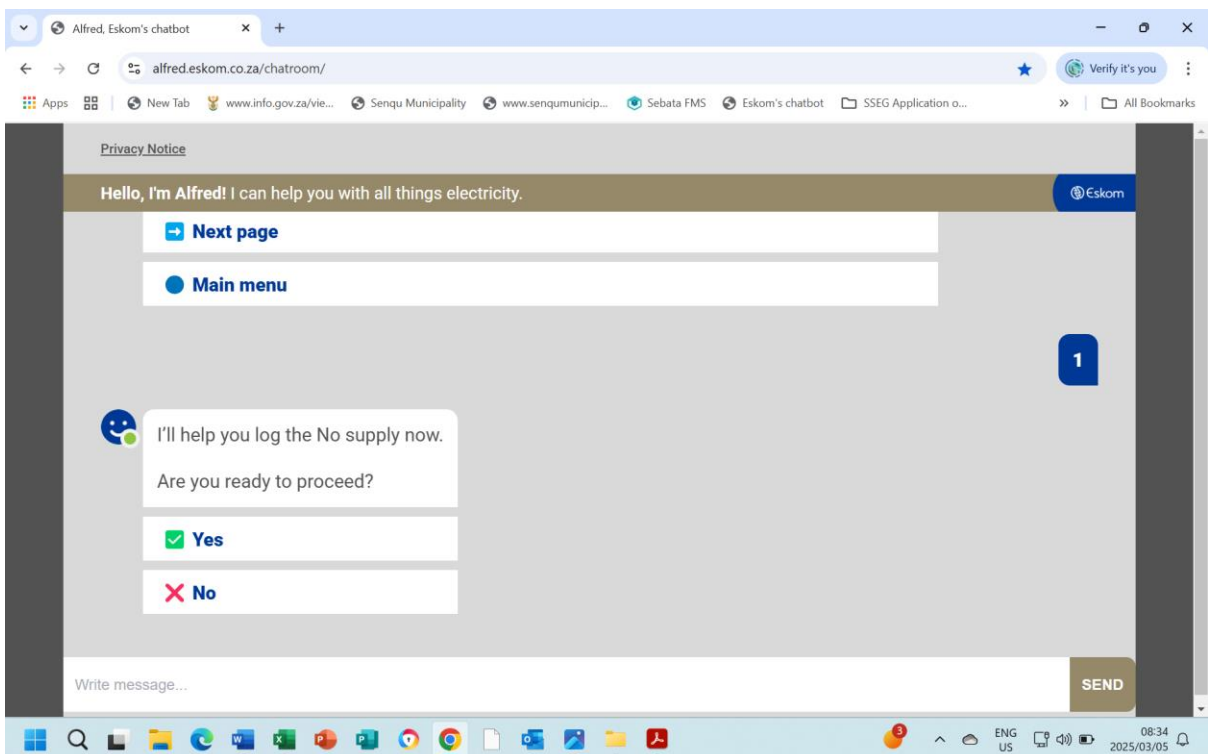 Alfred, Eskom's chatbot
alfred.eskom.co.za/chatroom/
Verify it's you
Apps
New Tab
www.info.gov.za/vie...
Senqu Municipality
www.senqumunicip...
Sebata FMS
Eskom's chatbot
SSEG Application o...
All Bookmarks
Privacy Notice
Hello, I'm Alfred! I can help you with all things electricity.
Eskom
Next page
Main menu
1
I'll help you log the No supply now.
Are you ready to proceed?
Yes
No
Write message...
SEND
3
ENG
US
08:34
2025/03/05